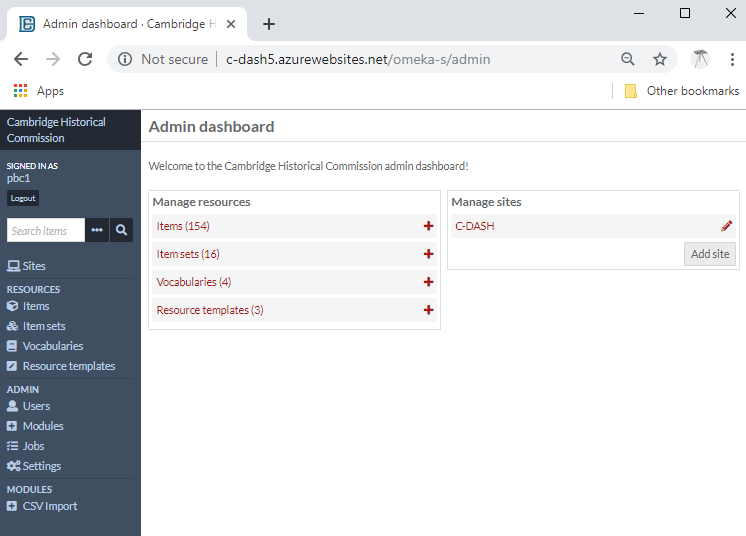 Admin dashboard · Cambridge H
Not secure
c-dash5.azurewebsites.net/omeka-s/admin
Apps
Other bookmarks
Cambridge Historical
Commission
SIGNED IN AS
pbc1
Logout
Search items
Sites
RESOURCES
Items
Item sets
Vocabularies
Resource templates
ADMIN
Users
Modules
Jobs
Settings
MODULES
CSV Import
Admin dashboard
Welcome to the Cambridge Historical Commission admin dashboard!
Manage resources
Items (154)
Item sets (16)
Vocabularies (4)
Resource templates (3)
Manage sites
C-DASH
Add site